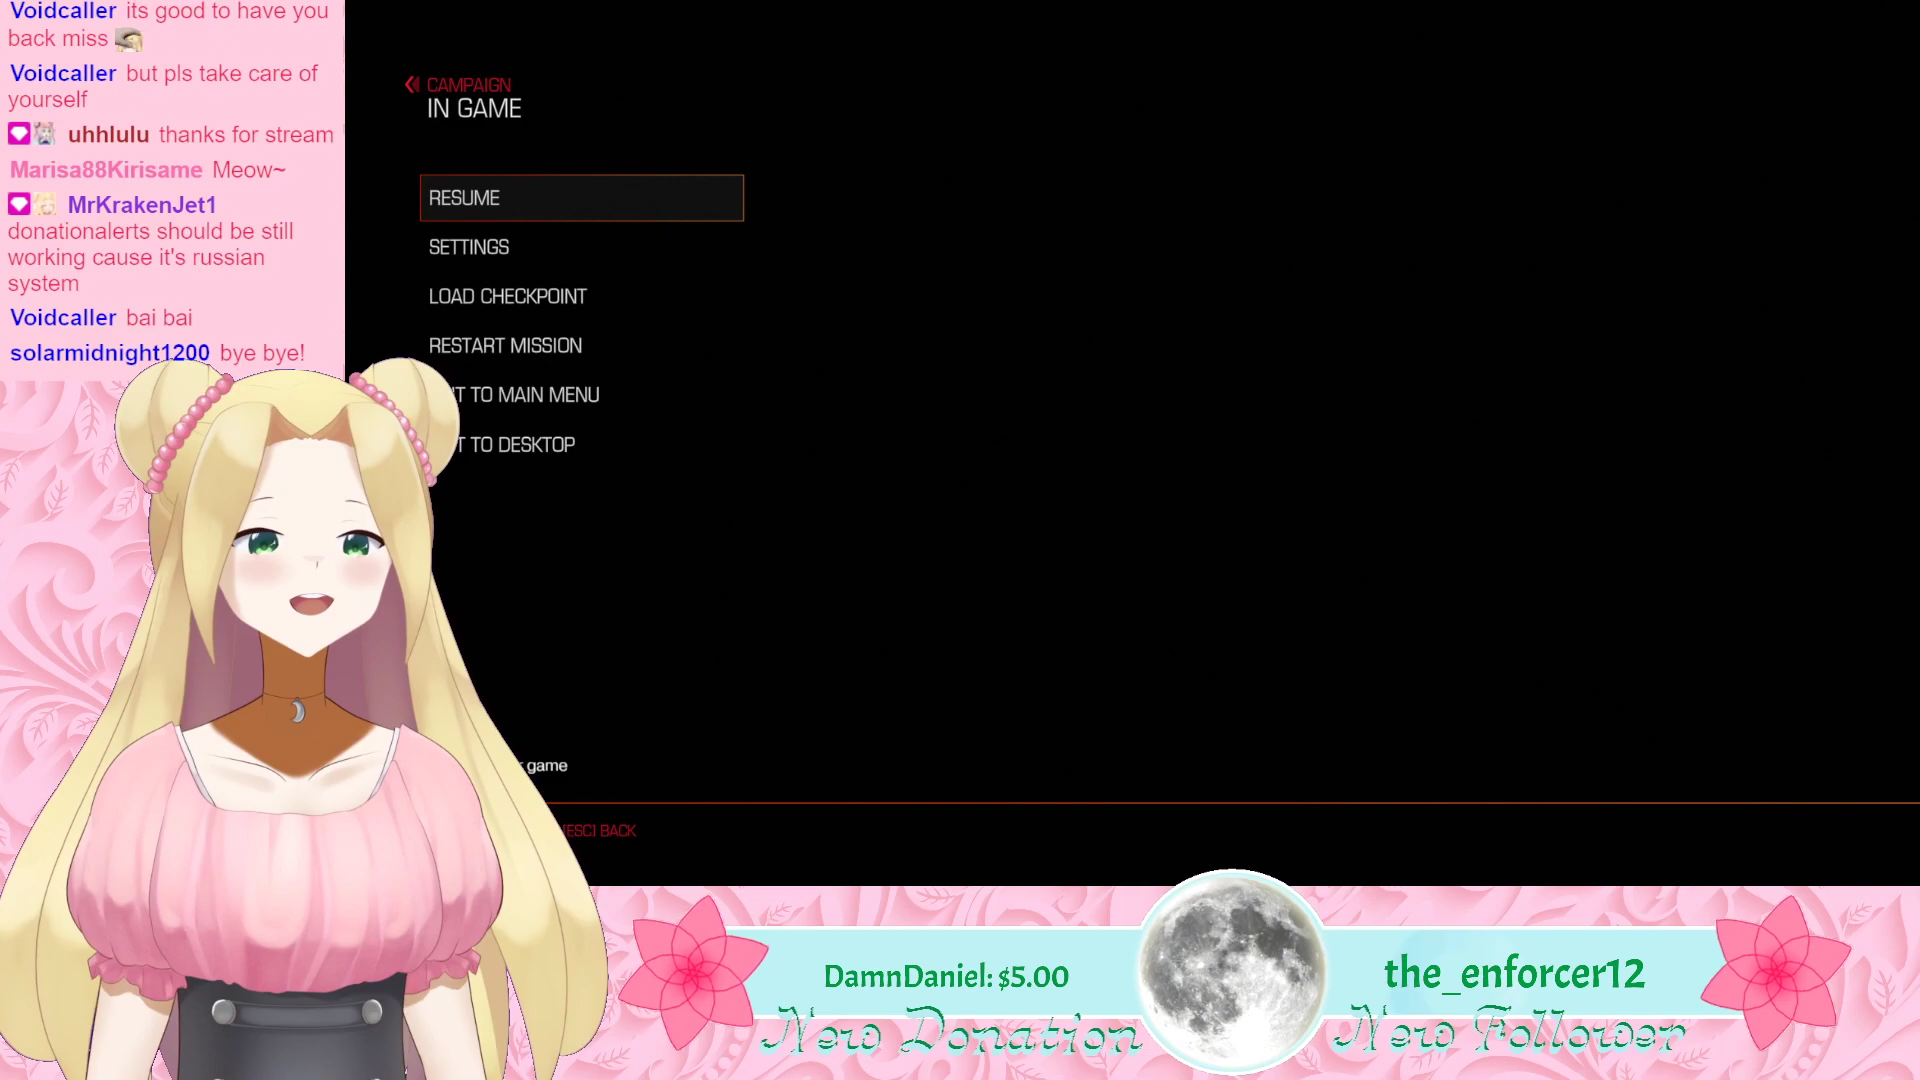 Voidcaller its good to have you
back miss
Voidcaller but pls take care of
yourself
uhhlulu thanks for stream
Marisa88Kirisame Meow~
MrKrakenJet1
donationalerts should be still
working cause it's russian
system
Voidcaller bai bai
solarmidnight1200 bye bye!
CAMPAIGN
IN GAME
RESUME
SETTINGS
LOAD CHECKPOINT
RESTART MISSION
TO MAIN MENU
TO DESKTOP
game
[ESC] BACK
DamnDaniel: $5.00
New Donation
the_enforcer12
New Follower